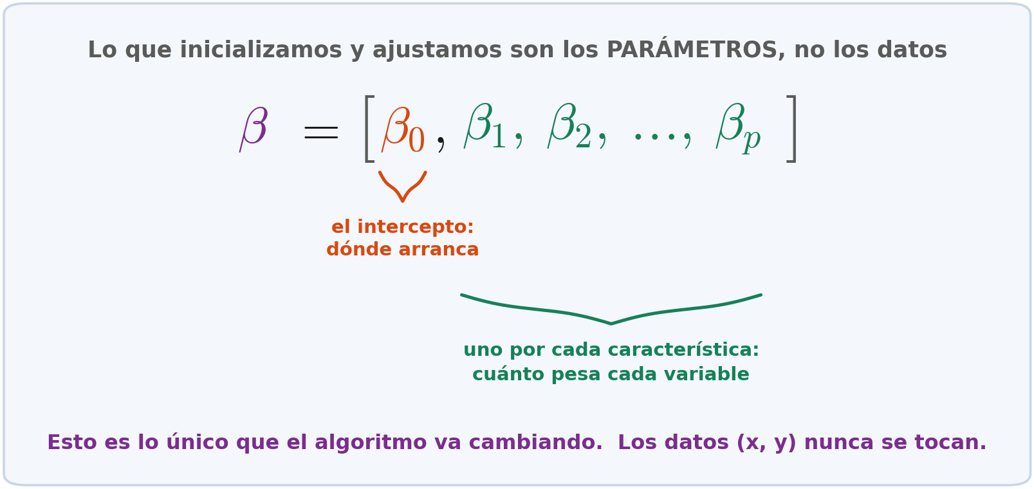 Lo que inicializamos y ajustamos son los PARÁMETROS, no los datos
β = [β₀, β₁, β₂, ..., βₚ]
el intercepto:
dónde arranca
uno por cada característica:
cuánto pesa cada variable
Esto es lo único que el algoritmo va cambiando. Los datos (x, y) nunca se tocan.